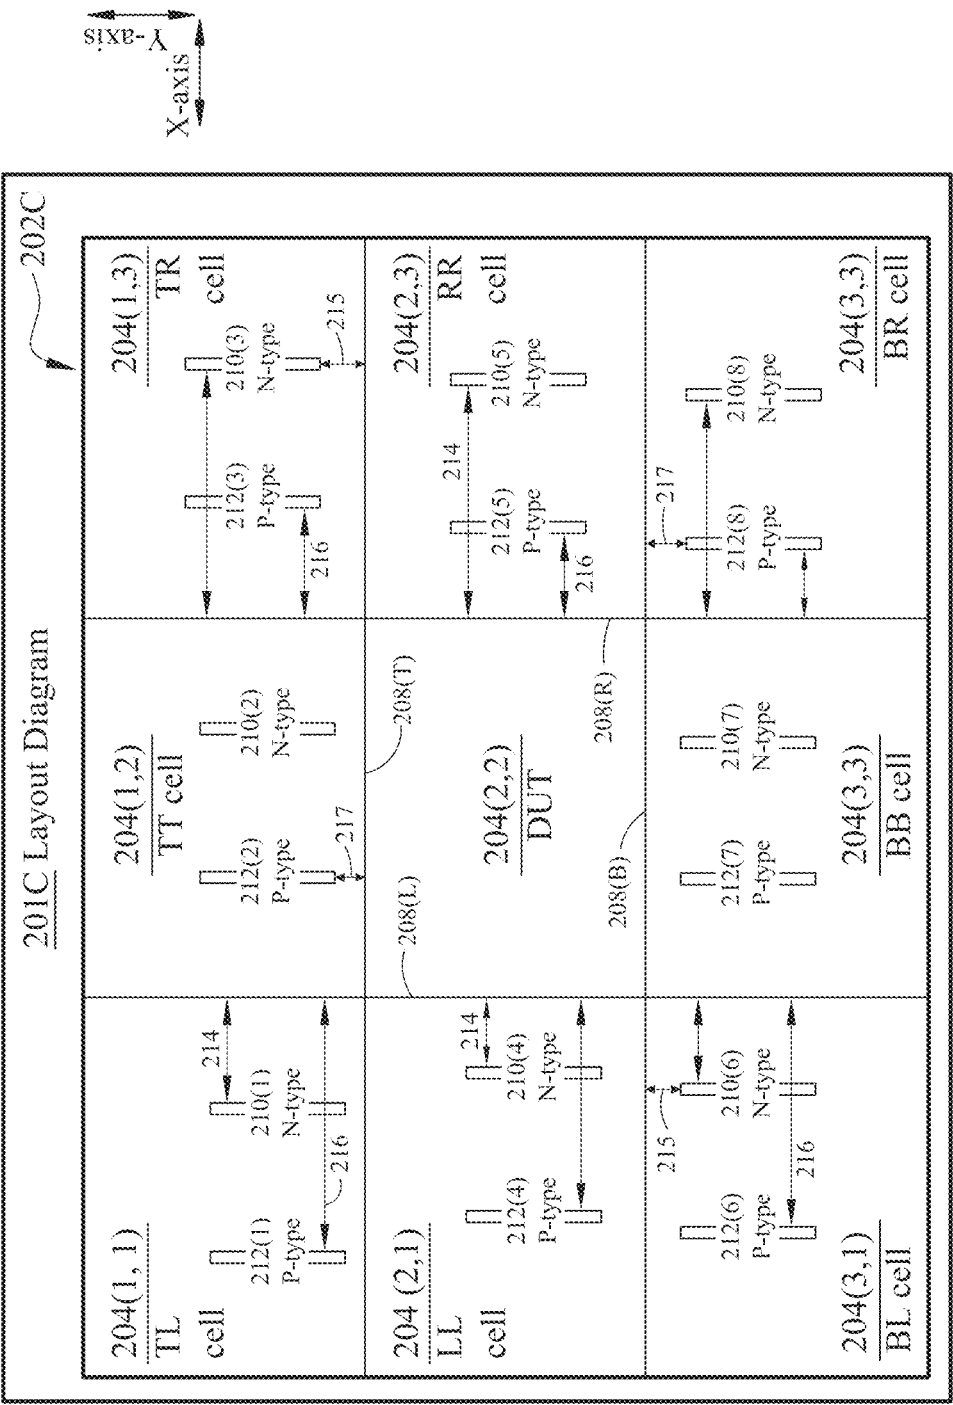 201C Layout Diagram
202C
Y-axis
X-axis
204(1, 1)
TL
cell
212(1)
P-type
210(1)
N-type
214
216
204(1,2)
TT cell
212(2)
P-type
210(2)
N-type
217
208(T)
204(1,3)
TR
cell
212(3)
P-type
210(3)
N-type
216
215
204 (2,1)
LL
cell
212(4)
P-type
210(4)
N-type
214
208(L)
204(2,2)
DUT
208(R)
208(B)
204(2,3)
RR
cell
212(5)
P-type
210(5)
N-type
214
216
204(3,1)
BL cell
212(6)
P-type
210(6)
N-type
215
216
204(3,3)
BB cell
212(7)
P-type
210(7)
N-type
204(3,3)
BR cell
212(8)
P-type
210(8)
N-type
217